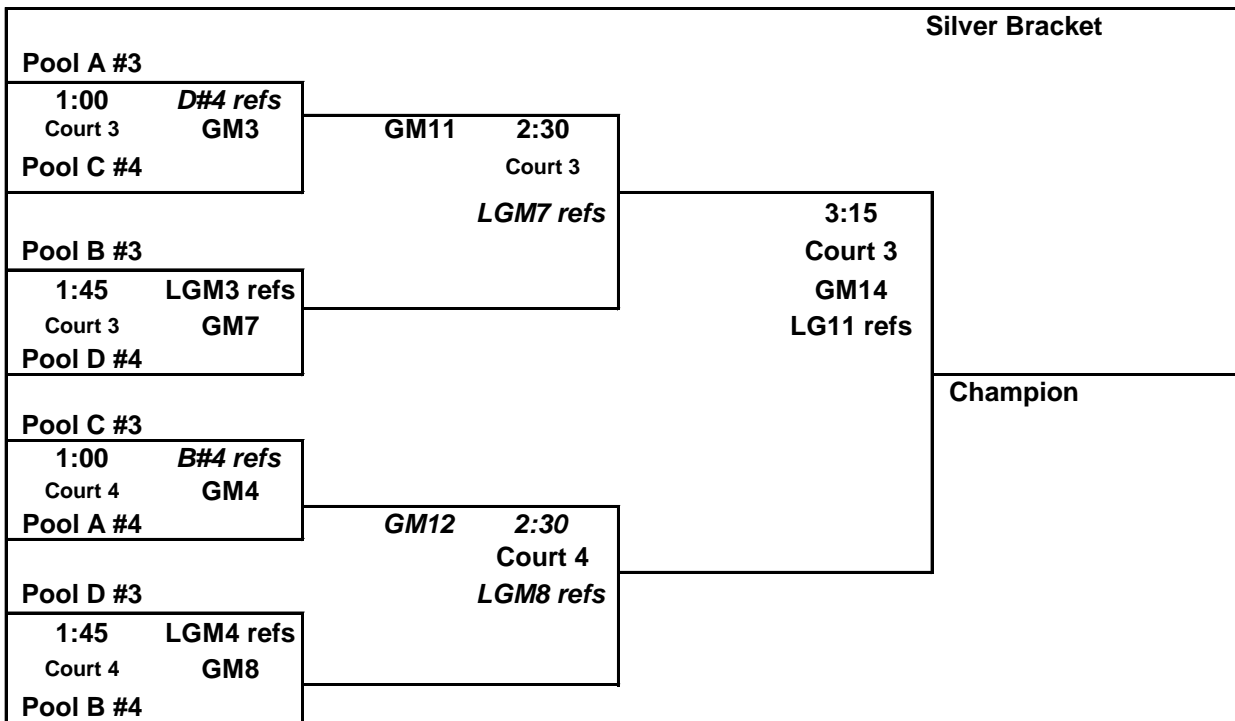 Silver Bracket
Pool A #3
1:00 D#4 refs
Court 3 GM3
Pool C #4
GM11 2:30
Court 3
LGM7 refs
Pool B #3
1:45 LGM3 refs
Court 3 GM7
Pool D #4
3:15
Court 3
GM14
LG11 refs
Champion
Pool C #3
1:00 B#4 refs
Court 4 GM4
Pool A #4
GM12 2:30
Court 4
LGM8 refs
Pool D #3
1:45 LGM4 refs
Court 4 GM8
Pool B #4